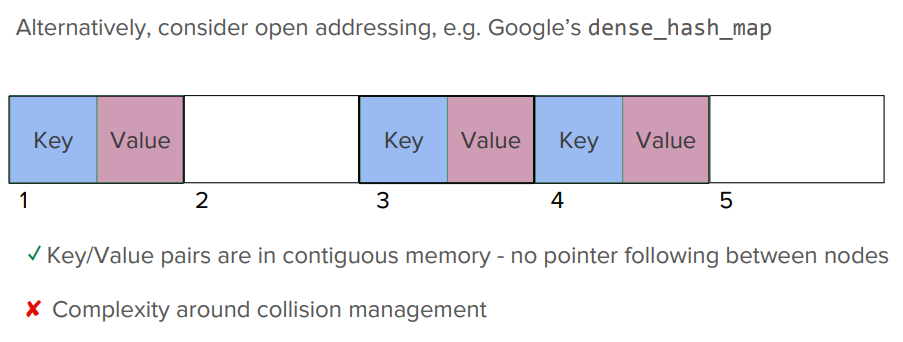 Alternatively, consider open addressing, e.g. Google’s dense_hash_map
Key Value Key Value Key Value
1 2 3 4 5
✓ Key/Value pairs are in contiguous memory - no pointer following between nodes
✘ Complexity around collision management